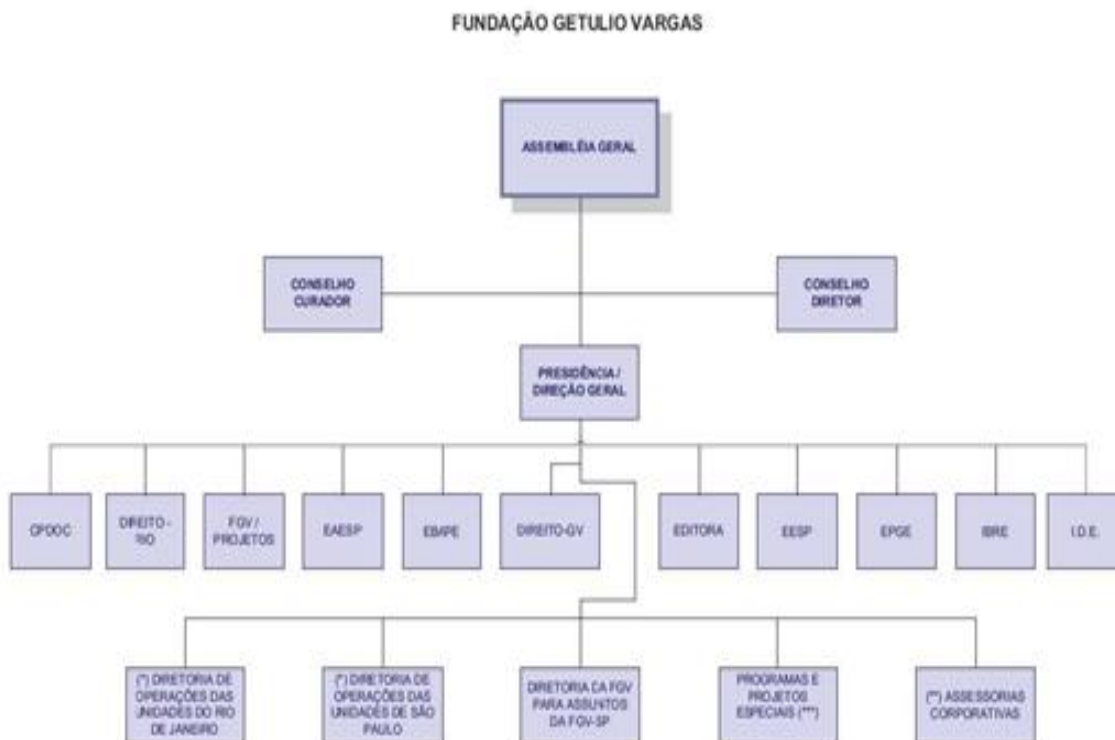 FUNDAÇÃO GETULIO VARGAS
ASSEMBLÉIA GERAL
CONSELHO
CURADOR
CONSELHO
DIRETOR
PRESIDÊNCIA /
DIREÇÃO GERAL
CPDOC
DIREITO -
RIO
FGV /
PROJETOS
EAESP
EBAPE
DIREITO-GV
EDITORA
EESP
EPGE
IBRE
I.D.E.
(*) DIRETORIA DE
OPERAÇÕES DAS
UNIDADES DO RIO
DE JANEIRO
(*) DIRETORIA DE
OPERAÇÕES DAS
UNIDADES DE SÃO
PAULO
DIRETORIA DA FGV
PARA ASSUNTOS
DA FGV-SP
PROGRAMAS E
PROJETOS
ESPECIAIS (***)
(**) ASSESSORIAS
CORPORATIVAS